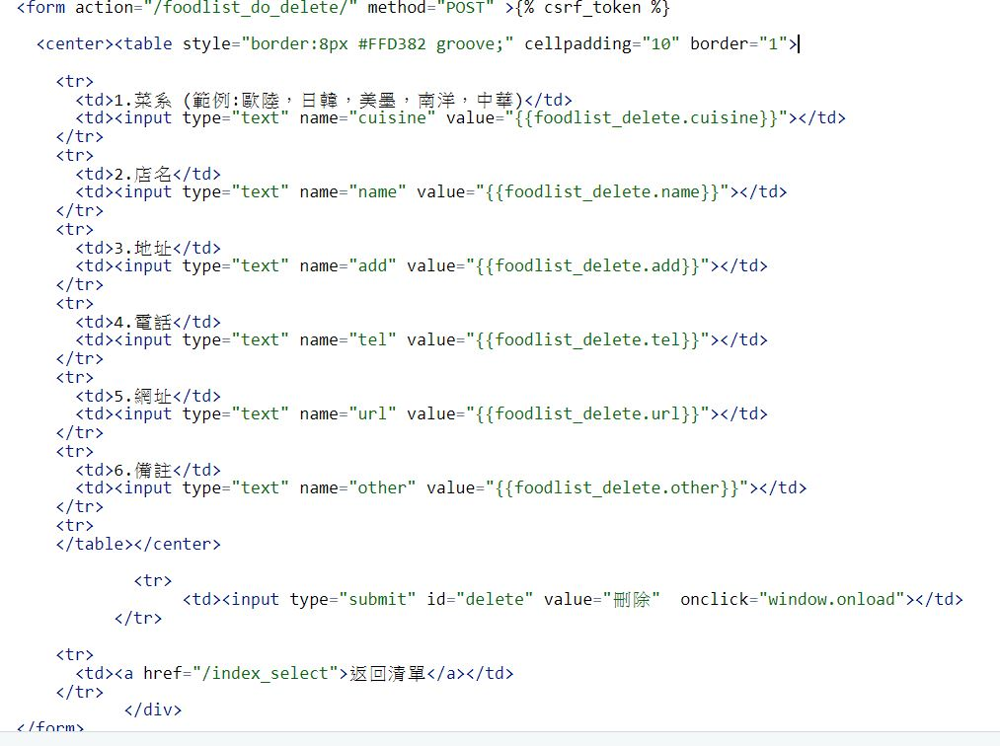 <form action="/foodlist_do_delete/" method="POST" >{% csrf_token %}
<center><table style="border:8px #FFD382 groove;" cellpadding="10" border="1">
<tr>
<td>1.菜系 (範例:歐陸，日韓，美墨，南洋，中華)</td>
<td><input type="text" name="cuisine" value="{{foodlist_delete.cuisine}}"></td>
</tr>
<tr>
<td>2.店名</td>
<td><input type="text" name="name" value="{{foodlist_delete.name}}"></td>
</tr>
<tr>
<td>3.地址</td>
<td><input type="text" name="add" value="{{foodlist_delete.add}}"></td>
</tr>
<tr>
<td>4.電話</td>
<td><input type="text" name="tel" value="{{foodlist_delete.tel}}"></td>
</tr>
<tr>
<td>5.網址</td>
<td><input type="text" name="url" value="{{foodlist_delete.url}}"></td>
</tr>
<tr>
<td>6.備註</td>
<td><input type="text" name="other" value="{{foodlist_delete.other}}"></td>
</tr>
<tr>
</table></center>
<tr>
<td><input type="submit" id="delete" value="刪除"  onclick="window.onload"></td>
</tr>
<tr>
<td><a href="/index_select">返回清單</a></td>
</tr>
</div>
</form>